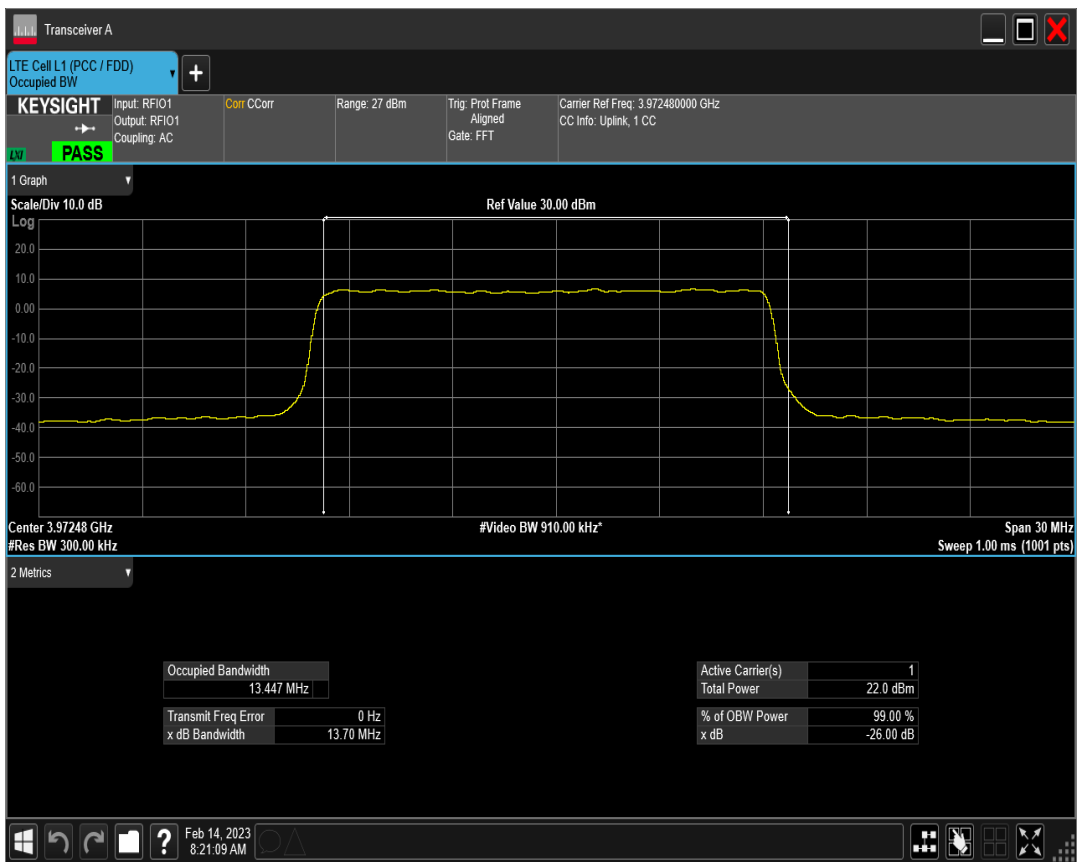 Transceiver A
LTE Cell L1 (PCC / FDD)
Occupied BW
+
KEYSIGHT
LXI
PASS
Input: RFIO1
Output: RFIO1
Coupling: AC
Corr CCorr
Range: 27 dBm
Trig: Prot Frame
Aligned
Gate: FFT
Carrier Ref Freq: 3.972480000 GHz
CC Info: Uplink, 1 CC
1 Graph
Scale/Div 10.0 dB
Ref Value 30.00 dBm
Log
20.0
10.0
0.00
-10.0
-20.0
-30.0
-40.0
-50.0
-60.0
Center 3.97248 GHz
#Video BW 910.00 kHz*
Span 30 MHz
#Res BW 300.00 kHz
Sweep 1.00 ms (1001 pts)
2 Metrics
Occupied Bandwidth
13.447 MHz
Transmit Freq Error 0 Hz
x dB Bandwidth 13.70 MHz
Active Carrier(s) 1
Total Power 22.0 dBm
% of OBW Power 99.00 %
x dB -26.00 dB
?
Feb 14, 2023
8:21:09 AM